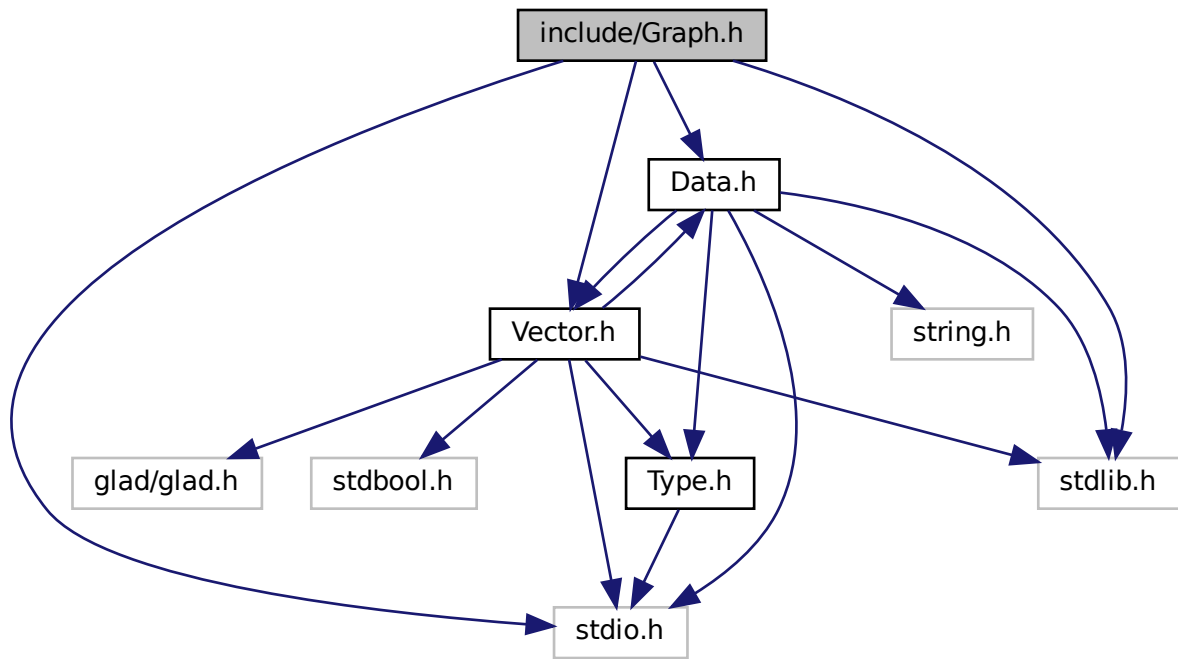 include/Graph.h
Data.h
Vector.h
string.h
glad/glad.h
stdbool.h
Type.h
stdlib.h
stdio.h